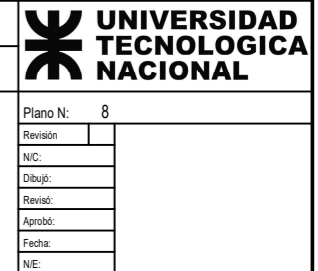 UNIVERSIDAD
TECNOLOGICA
NACIONAL
Plano N: 8
Revisión
N/C:
Dibujó:
Revisó:
Aprobó:
Fecha:
N/E: